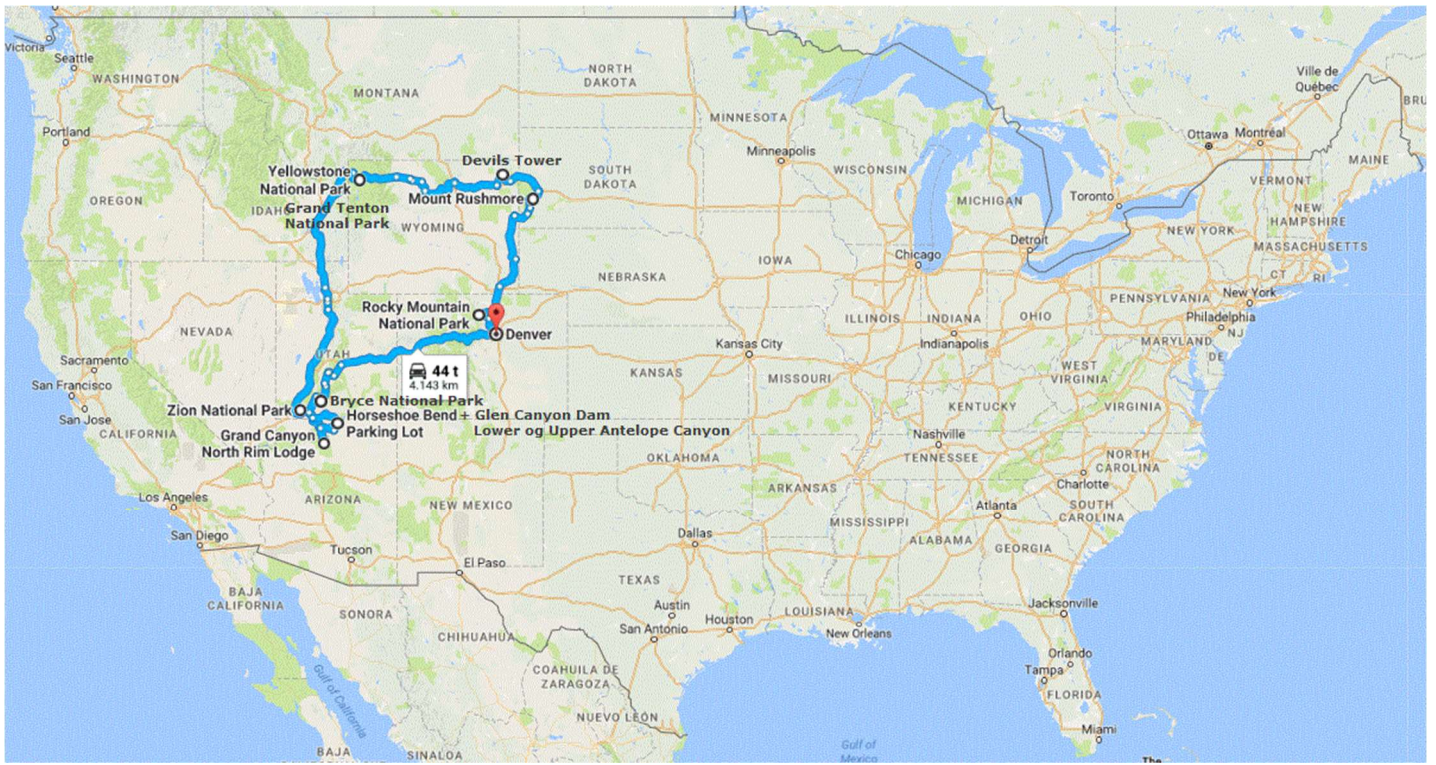 Victoria
Seattle
WASHINGTON
MONTANA
NORTH
DAKOTA
MINNESOTA
Ville de
Québec
BRU
Portland
Minneapolis
Ottawa
Montréal
MAINE
Yellowstone
National Park
Devils Tower
SOUTH
DAKOTA
WISCONSIN
VERMONT
OREGON
IDAHO
Grand Tenton
National Park
Mount Rushmore
WYOMING
MICHIGAN
Toronto
NEW
HAMPSHIRE
NEW YORK
MASSACHUSETTS
Detroit
Chicago
IOWA
NEBRASKA
CT
RI
PENNSYLVANIA
New York
Rocky Mountain
National Park
Denver
ILLINOIS
INDIANA
OHIO
Philadelphia
NJ
NEVADA
UTAH
Kansas City
Indianapolis
MARYLAND
DE
Sacramento
San Francisco
San Jose
44 t
4.143 km
KANSAS
MISSOURI
WEST
VIRGINIA
Zion National Park
Bryce National Park
Horseshoe Bend
Parking Lot
+ Glen Canyon Dam
Lower og Upper Antelope Canyon
KENTUCKY
VIRGINIA
CALIFORNIA
Grand Canyon
North Rim Lodge
Nashville
TENNESSEE
OKLAHOMA
NORTH
CAROLINA
Charlotte
Los Angeles
ARIZONA
NEW MEXICO
ARKANSAS
Atlanta
SOUTH
CAROLINA
San Diego
Tucson
El Paso
Dallas
MISSISSIPPI
ALABAMA
GEORGIA
TEXAS
BAJA
CALIFORNIA
SONORA
CHIHUAHUA
Austin
San Antonio
Houston
LOUISIANA
New Orleans
Jacksonville
Gulf of California
COAHUILA DE
ZARAGOZA
NUEVO LEÓN
Orlando
Tampa
FLORIDA
Miami
BAJA
SINALOA
Gulf of
Mexico
The